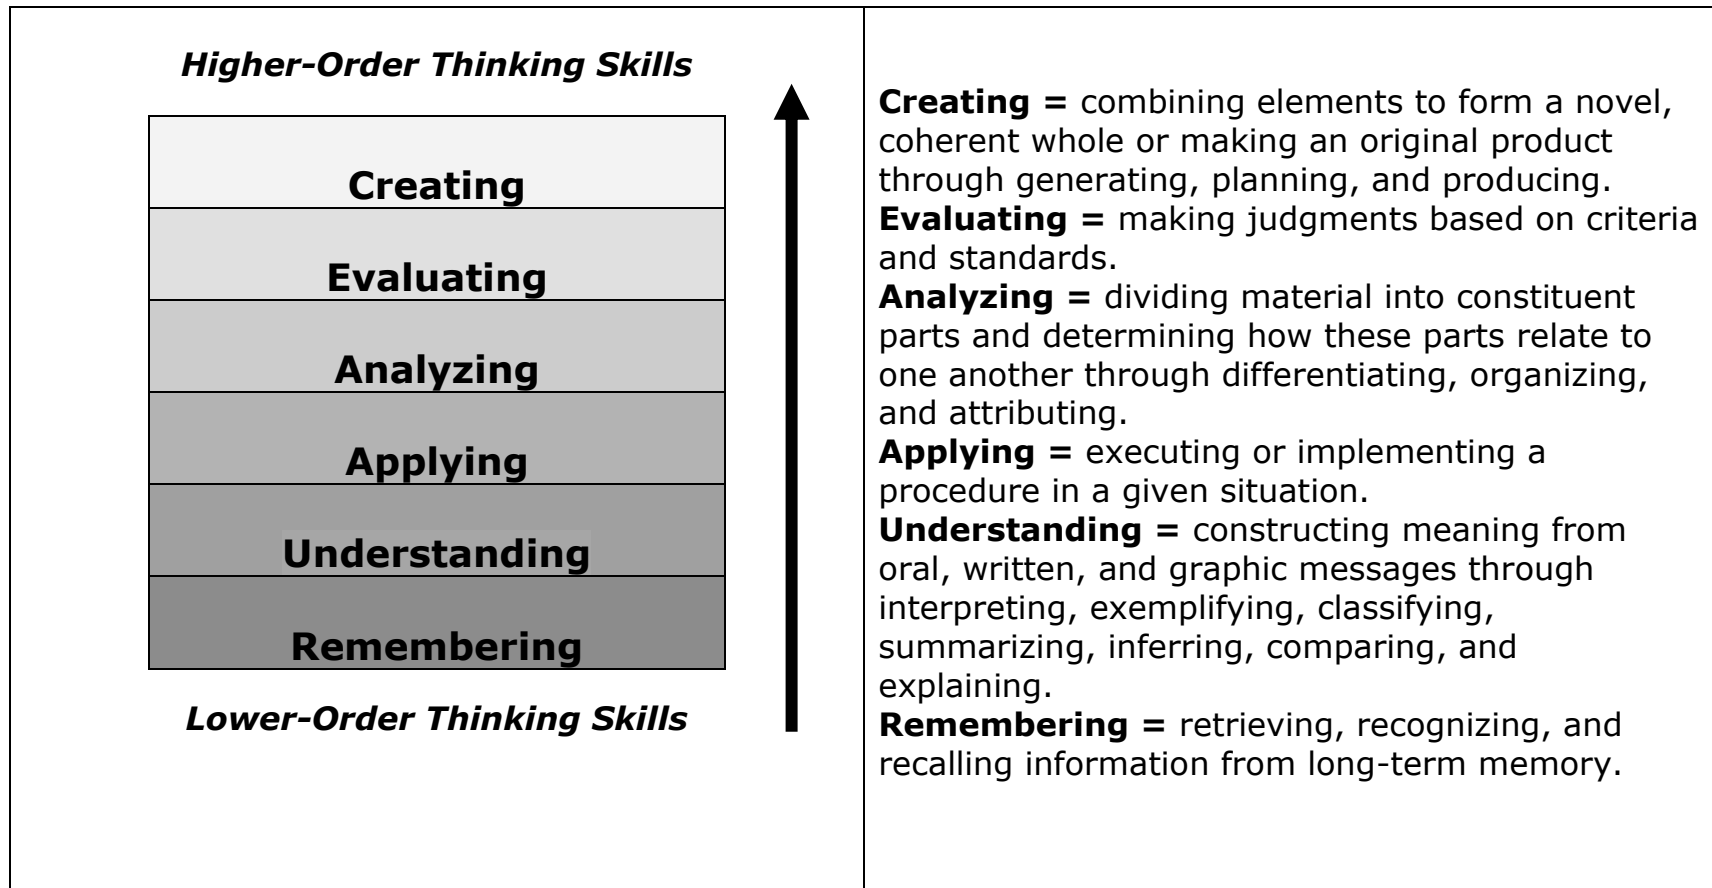 Higher-Order Thinking Skills
Creating
Evaluating
Analyzing
Applying
Understanding
Remembering
Lower-Order Thinking Skills
Creating = combining elements to form a novel,
coherent whole or making an original product
through generating, planning, and producing.
Evaluating = making judgments based on criteria
and standards.
Analyzing = dividing material into constituent
parts and determining how these parts relate to
one another through differentiating, organizing,
and attributing.
Applying = executing or implementing a
procedure in a given situation.
Understanding = constructing meaning from
oral, written, and graphic messages through
interpreting, exemplifying, classifying,
summarizing, inferring, comparing, and
explaining.
Remembering = retrieving, recognizing, and
recalling information from long-term memory.